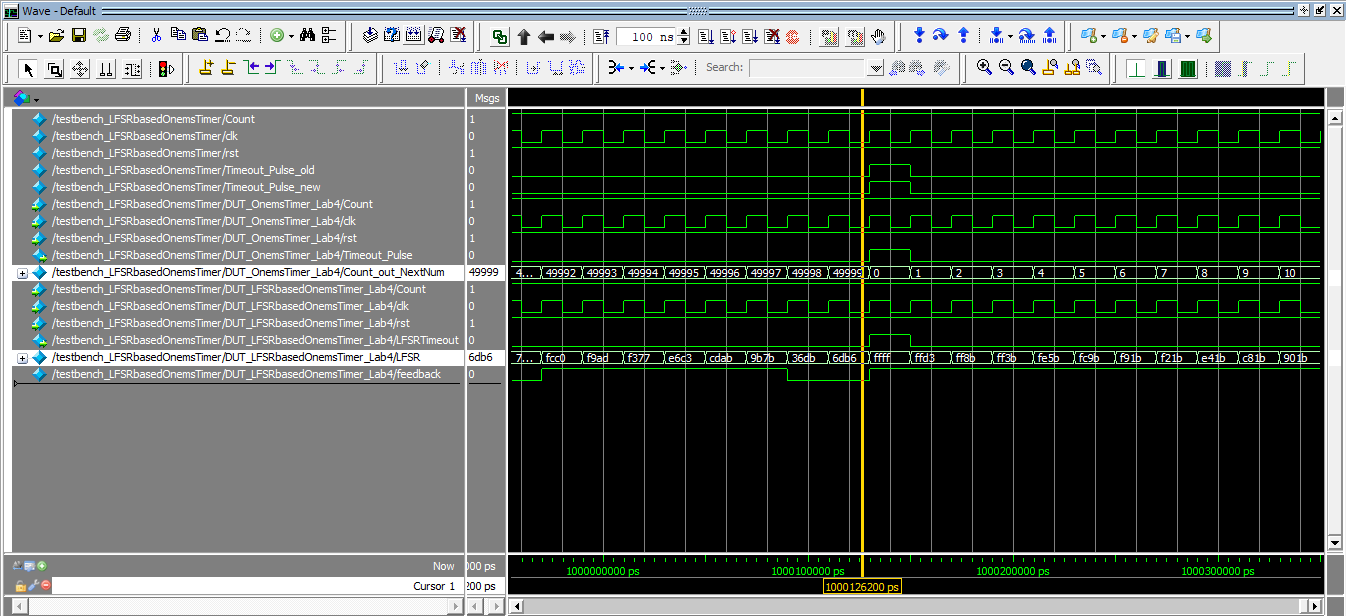 Wave - Default
100 ns
Search:
Msgs
/testbench_LFSRbasedOnemsTimer/Count 1
/testbench_LFSRbasedOnemsTimer/clk 0
/testbench_LFSRbasedOnemsTimer/rst 1
/testbench_LFSRbasedOnemsTimer/Timeout_Pulse_old 0
/testbench_LFSRbasedOnemsTimer/Timeout_Pulse_new 0
/testbench_LFSRbasedOnemsTimer/DUT_OnemsTimer_Lab4/Count 1
/testbench_LFSRbasedOnemsTimer/DUT_OnemsTimer_Lab4/clk 0
/testbench_LFSRbasedOnemsTimer/DUT_OnemsTimer_Lab4/rst 1
/testbench_LFSRbasedOnemsTimer/DUT_OnemsTimer_Lab4/Timeout_Pulse 0
/testbench_LFSRbasedOnemsTimer/DUT_OnemsTimer_Lab4/Count_out_NextNum 49999 4... 49992 49993 49994 49995 49996 49997 49998 49999 0 1 2 3 4 5 6 7 8 9 10
/testbench_LFSRbasedOnemsTimer/DUT_LFSRbasedOnemsTimer_Lab4/Count 1
/testbench_LFSRbasedOnemsTimer/DUT_LFSRbasedOnemsTimer_Lab4/clk 0
/testbench_LFSRbasedOnemsTimer/DUT_LFSRbasedOnemsTimer_Lab4/rst 1
/testbench_LFSRbasedOnemsTimer/DUT_LFSRbasedOnemsTimer_Lab4/LFSRTimeout 0
/testbench_LFSRbasedOnemsTimer/DUT_LFSRbasedOnemsTimer_Lab4/LFSR 6db6 7... fcc0 f9ad f377 e6c3 cdab 9b7b 36db 6db6 ffff ffd3 ff8b ff3b fe5b fc9b f91b f21b e41b c81b 901b
/testbench_LFSRbasedOnemsTimer/DUT_LFSRbasedOnemsTimer_Lab4/feedback 0
Now 000 ps 1000000000 ps 1000100000 ps 1000200000 ps 1000300000 ps
Cursor 1 200 ps 1000126200 ps